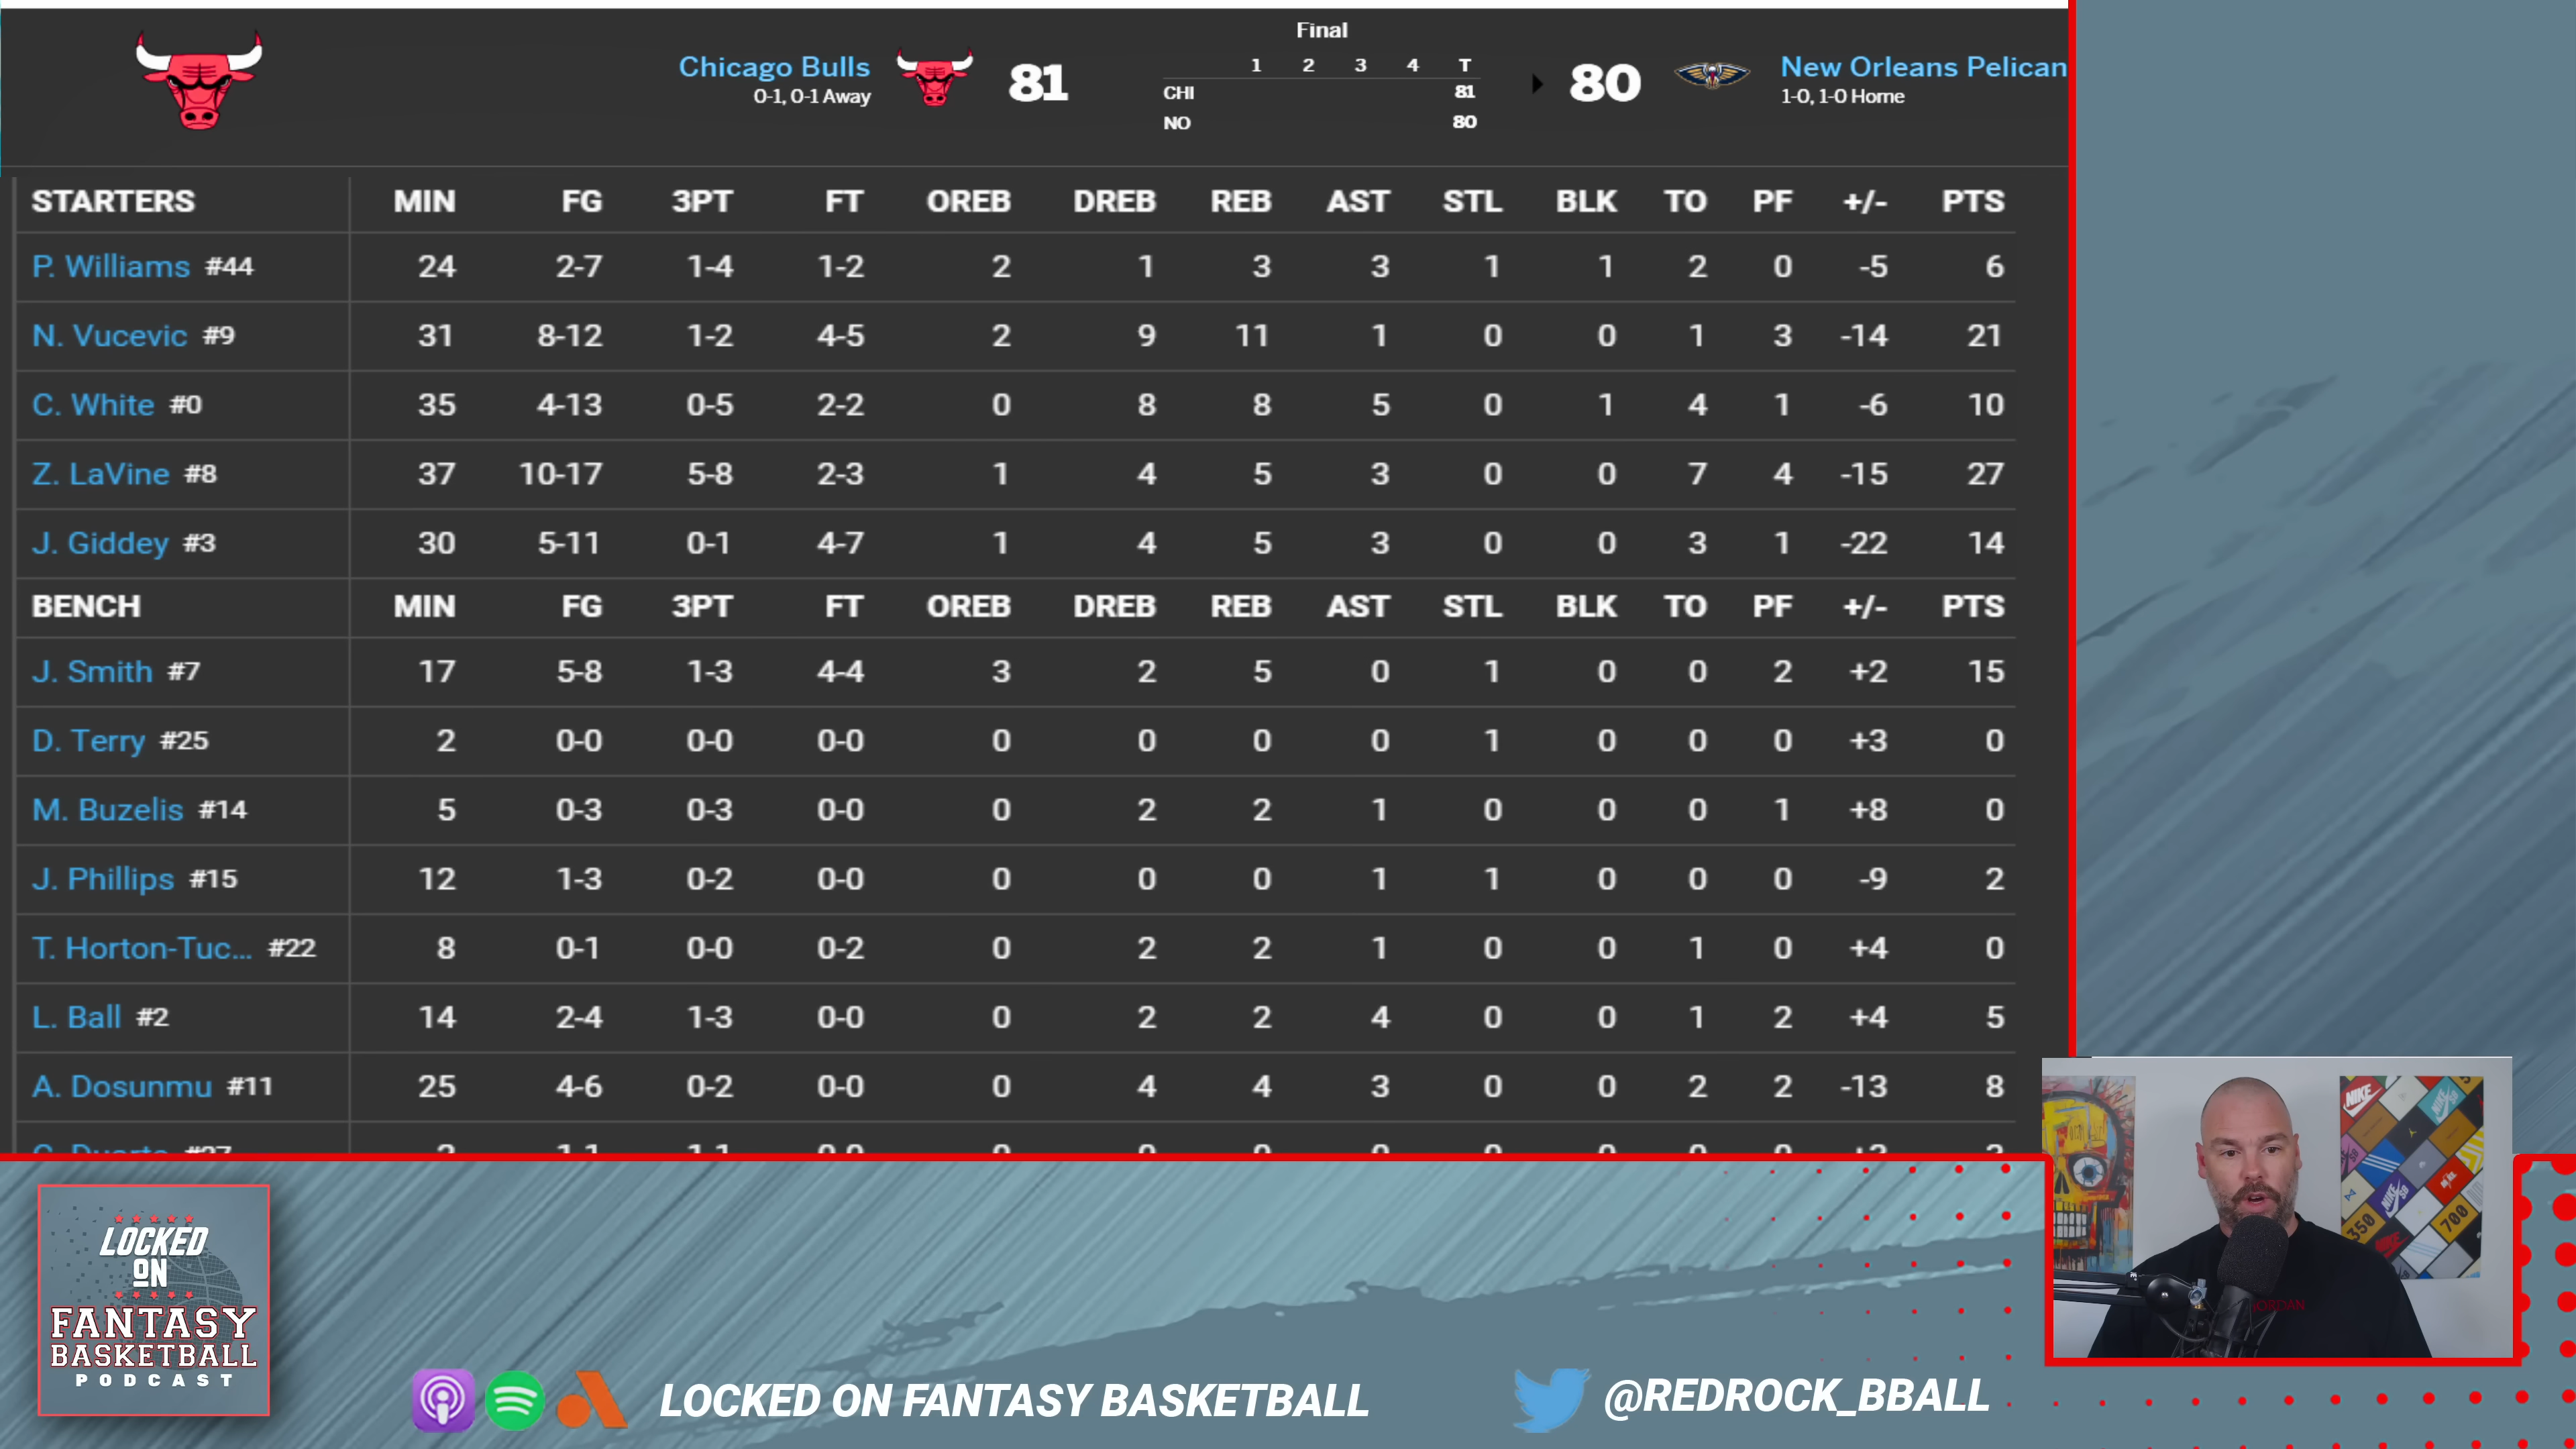 Final
Chicago Bulls
0-1, 0-1 Away
81
1 2 3 4 T
CHI 81
NO 80
80
New Orleans Pelican
1-0, 1-0 Home
STARTERS MIN FG 3PT FT OREB DREB REB AST STL BLK TO PF +/- PTS
P. Williams #44 24 2-7 1-4 1-2 2 1 3 3 1 1 2 0 -5 6
N. Vucevic #9 31 8-12 1-2 4-5 2 9 11 1 0 0 1 3 -14 21
C. White #0 35 4-13 0-5 2-2 0 8 8 5 0 1 4 1 -6 10
Z. LaVine #8 37 10-17 5-8 2-3 1 4 5 3 0 0 7 4 -15 27
J. Giddey #3 30 5-11 0-1 4-7 1 4 5 3 0 0 3 1 -22 14
BENCH MIN FG 3PT FT OREB DREB REB AST STL BLK TO PF +/- PTS
J. Smith #7 17 5-8 1-3 4-4 3 2 5 0 1 0 0 2 +2 15
D. Terry #25 2 0-0 0-0 0-0 0 0 0 0 1 0 0 0 +3 0
M. Buzelis #14 5 0-3 0-3 0-0 0 2 2 1 0 0 0 1 +8 0
J. Phillips #15 12 1-3 0-2 0-0 0 0 0 1 1 0 0 0 -9 2
T. Horton-Tuc... #22 8 0-1 0-0 0-2 0 2 2 1 0 0 1 0 +4 0
L. Ball #2 14 2-4 1-3 0-0 0 2 2 4 0 0 1 2 +4 5
A. Dosunmu #11 25 4-6 0-2 0-0 0 4 4 3 0 0 2 2 -13 8
NIKE
NIKE
350
700
JORDAN
LOCKED
ON
FANTASY
BASKETBALL
PODCAST
LOCKED ON FANTASY BASKETBALL
@REDROCK_BBALL